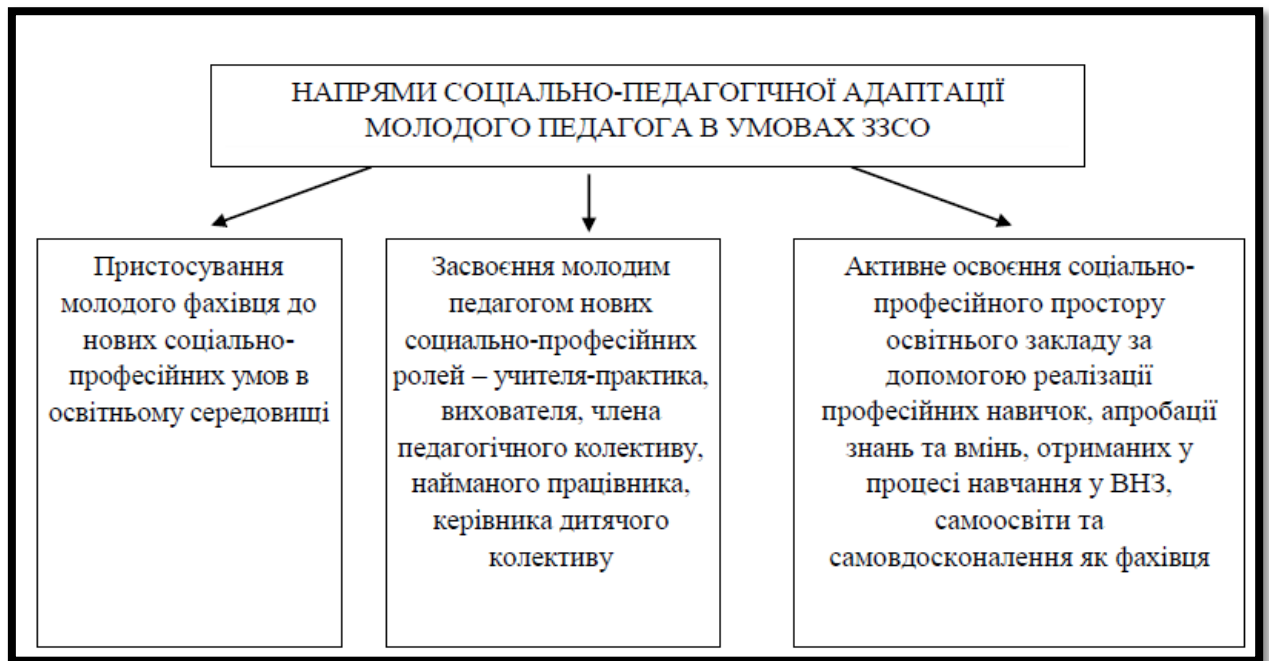 НАПРЯМИ СОЦІАЛЬНО-ПЕДАГОГІЧНОЇ АДАПТАЦІЇ
МОЛОДОГО ПЕДАГОГА В УМОВАХ ЗЗСО
Пристосування
молодого фахівця до
нових соціально-
професійних умов в
освітньому середовищі
Засвоєння молодим
педагогом нових
социально-професійних
ролей – учителя-практика,
вихователя, члена
педагогічного колективу,
найманого працівника,
керівника дитячого
колективу
Активне освоєння соціально-
професійного простору
освітнього закладу за
допомогою реалізації
професійних навичок, апробації
знань та вмінь, отриманих у
процесі навчання у ВНЗ,
самоосвіти та
самовдосконалення як фахівця